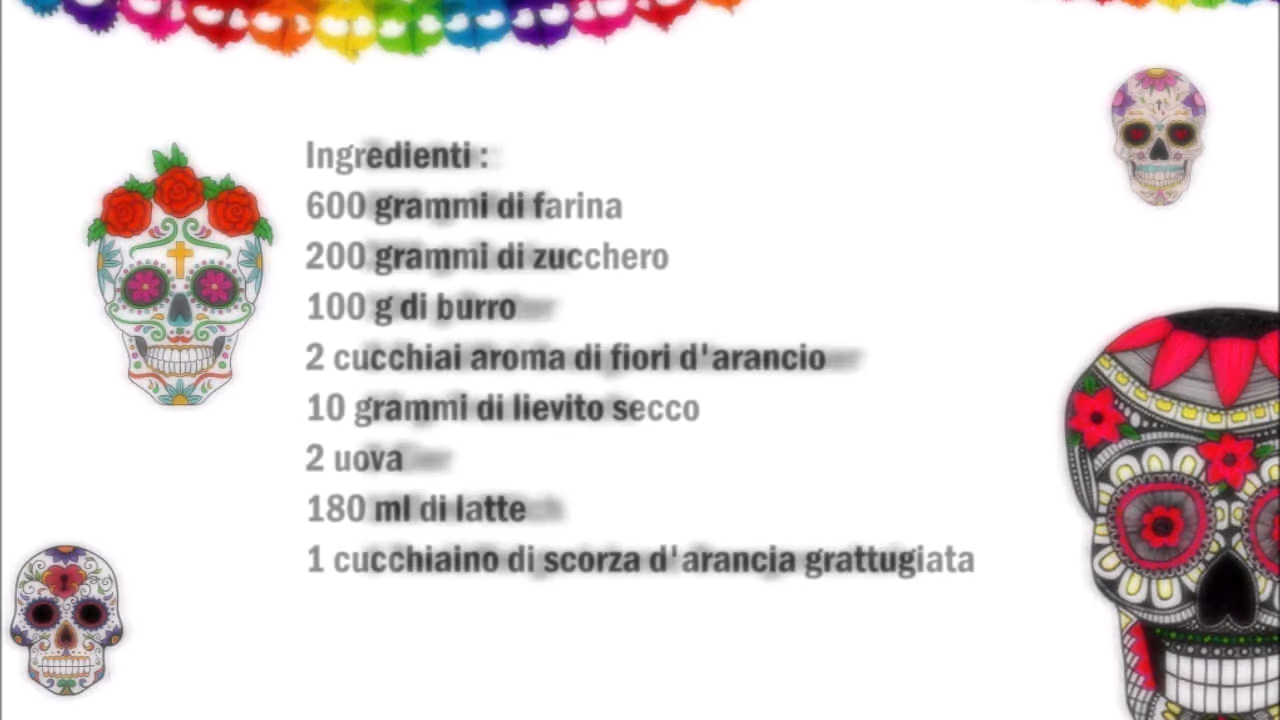 Ingredienti :
600 grammi di farina
200 grammi di zucchero
100 g di burro
2 cucchiai aroma di fiori d'arancio
10 grammi di lievito secco
2 uova
180 ml di latte
1 cucchiaino di scorza d'arancia grattugiata